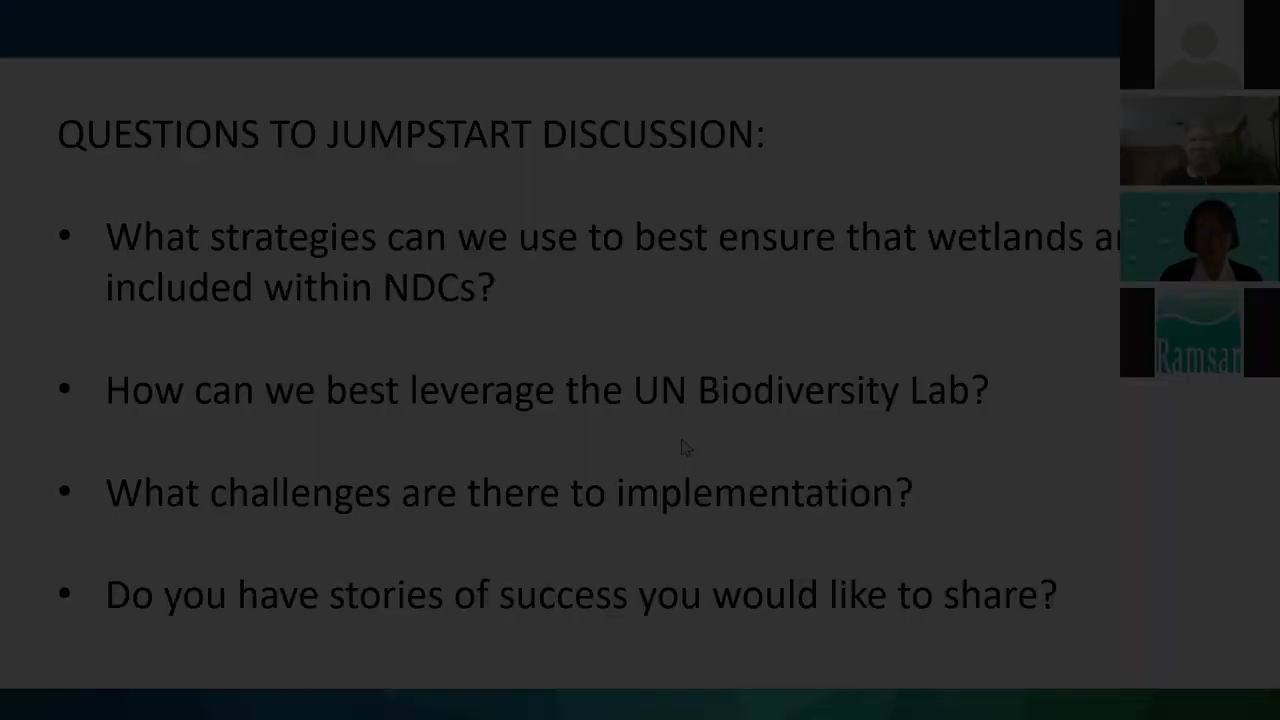 QUESTIONS TO JUMPSTART DISCUSSION:
• What strategies can we use to best ensure that wetlands
included within NDCs?
• How can we best leverage the UN Biodiversity Lab?
• What challenges are there to implementation?
• Do you have stories of success you would like to share?
Ramsar